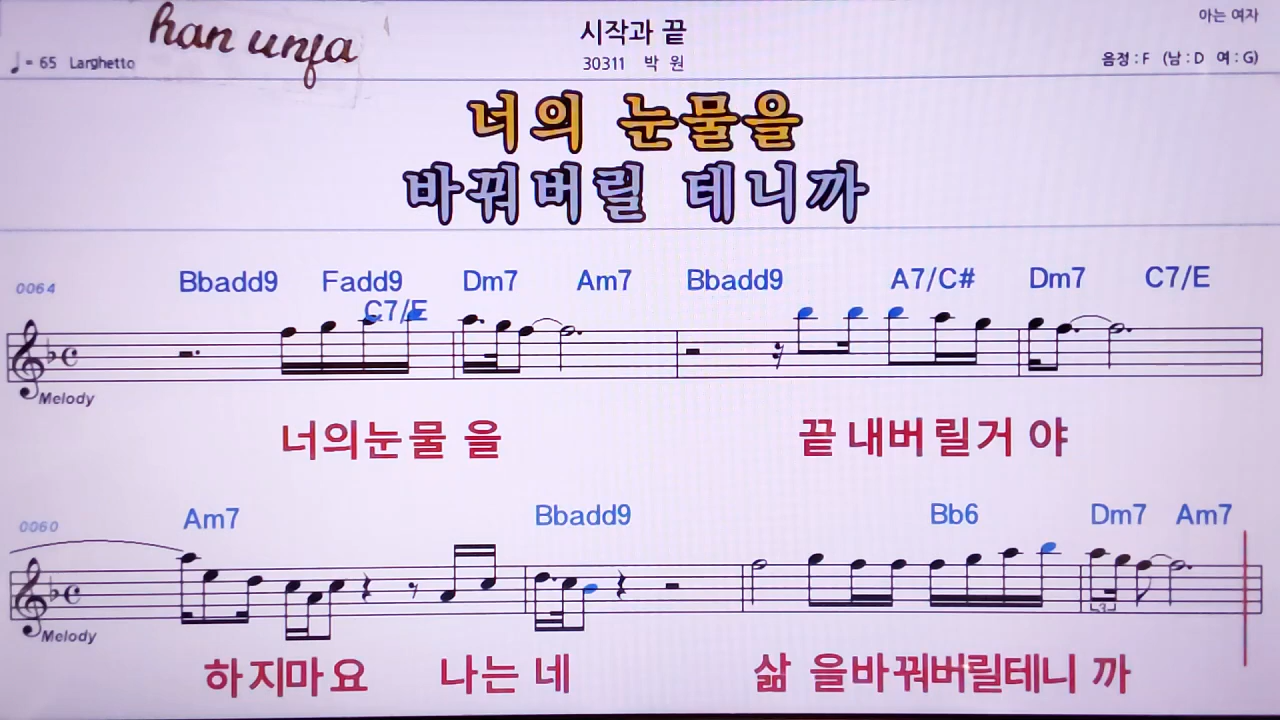 han unja
시작과 끝
아는 여자
♩= 65 Larghetto
30311 박 원
음정 : F (남 : D 여 : G)
너의 눈물을
바꿔버릴 테니까
0064 Bbadd9 Fadd9 Dm7 Am7 Bbadd9 A7/C# Dm7 C7/E
C7/E
Melody
너의눈물 을 끝 내버 릴거 야
0060 Am7 Bbadd9 Bb6 Dm7 Am7
3
Melody
하지마요 나는 네 삶 을바꿔버릴테니 까